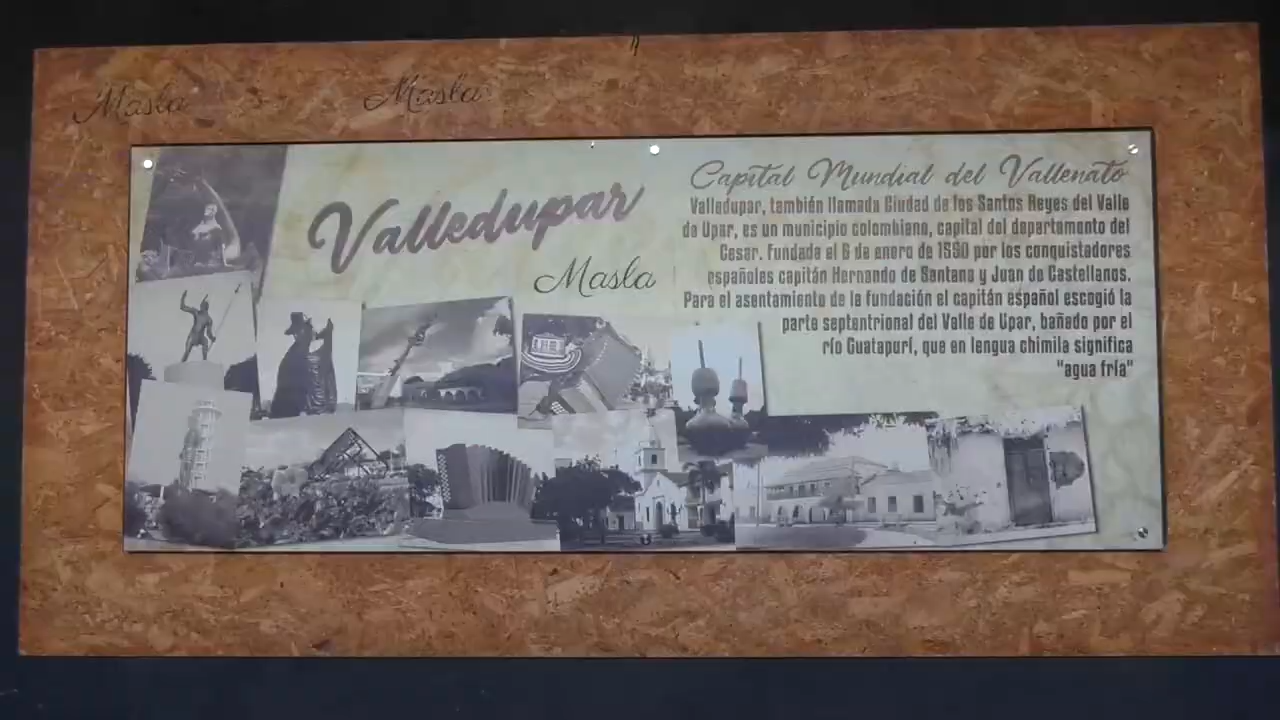 Masla
Masla
Valledupar
Masla
Capital Mundial del Vallenato
Valledupar, también llamada Ciudad de los Santos Reyes del Valle
de Upar, es un municipio colombiano, capital del departamento del
Cesar. Fundada el 6 de enero de 1550 por los conquistadores
españoles capitán Hernando de Santana y Juan de Castellanos.
Para el asentamiento de la fundación el capitán español escogió la
parte septentrional del Valle de Upar, bañado por el
río Guatapurí, que en lengua chimila significa
"agua fría"